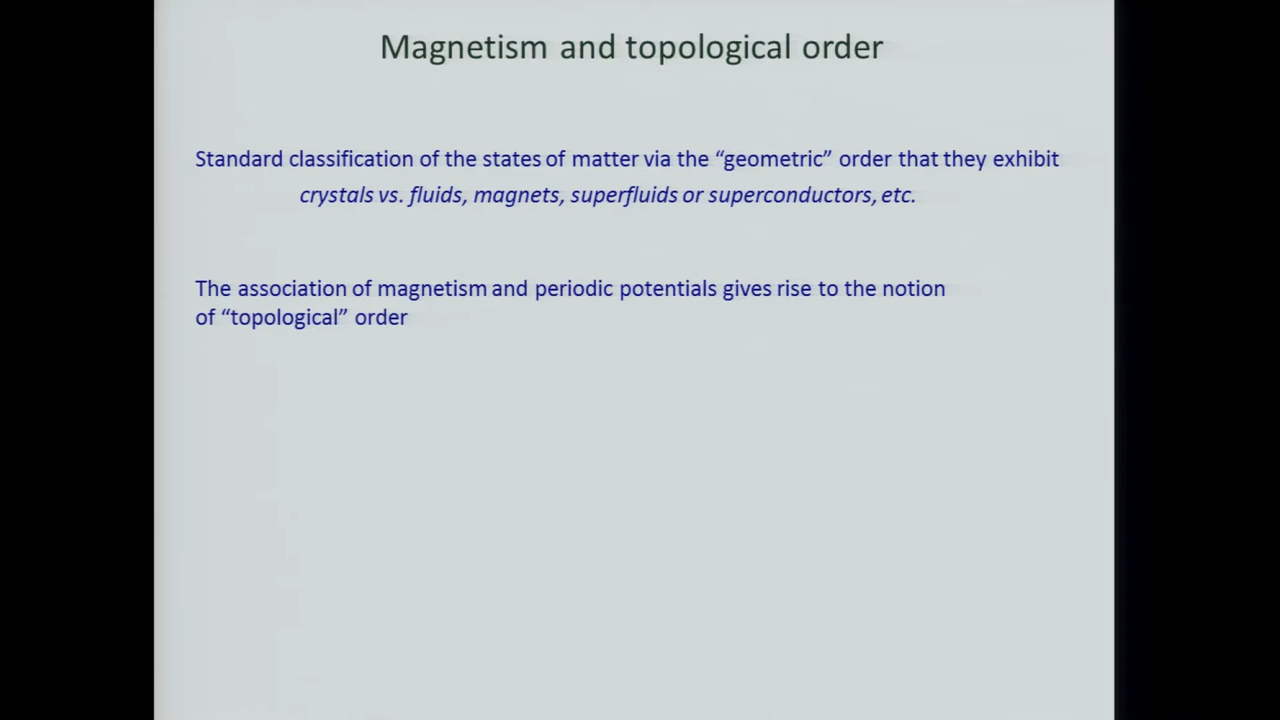 Magnetism and topological order
Standard classification of the states of matter via the “geometric” order that they exhibit
crystals vs. fluids, magnets, superfluids or superconductors, etc.
The association of magnetism and periodic potentials gives rise to the notion
of “topological” order